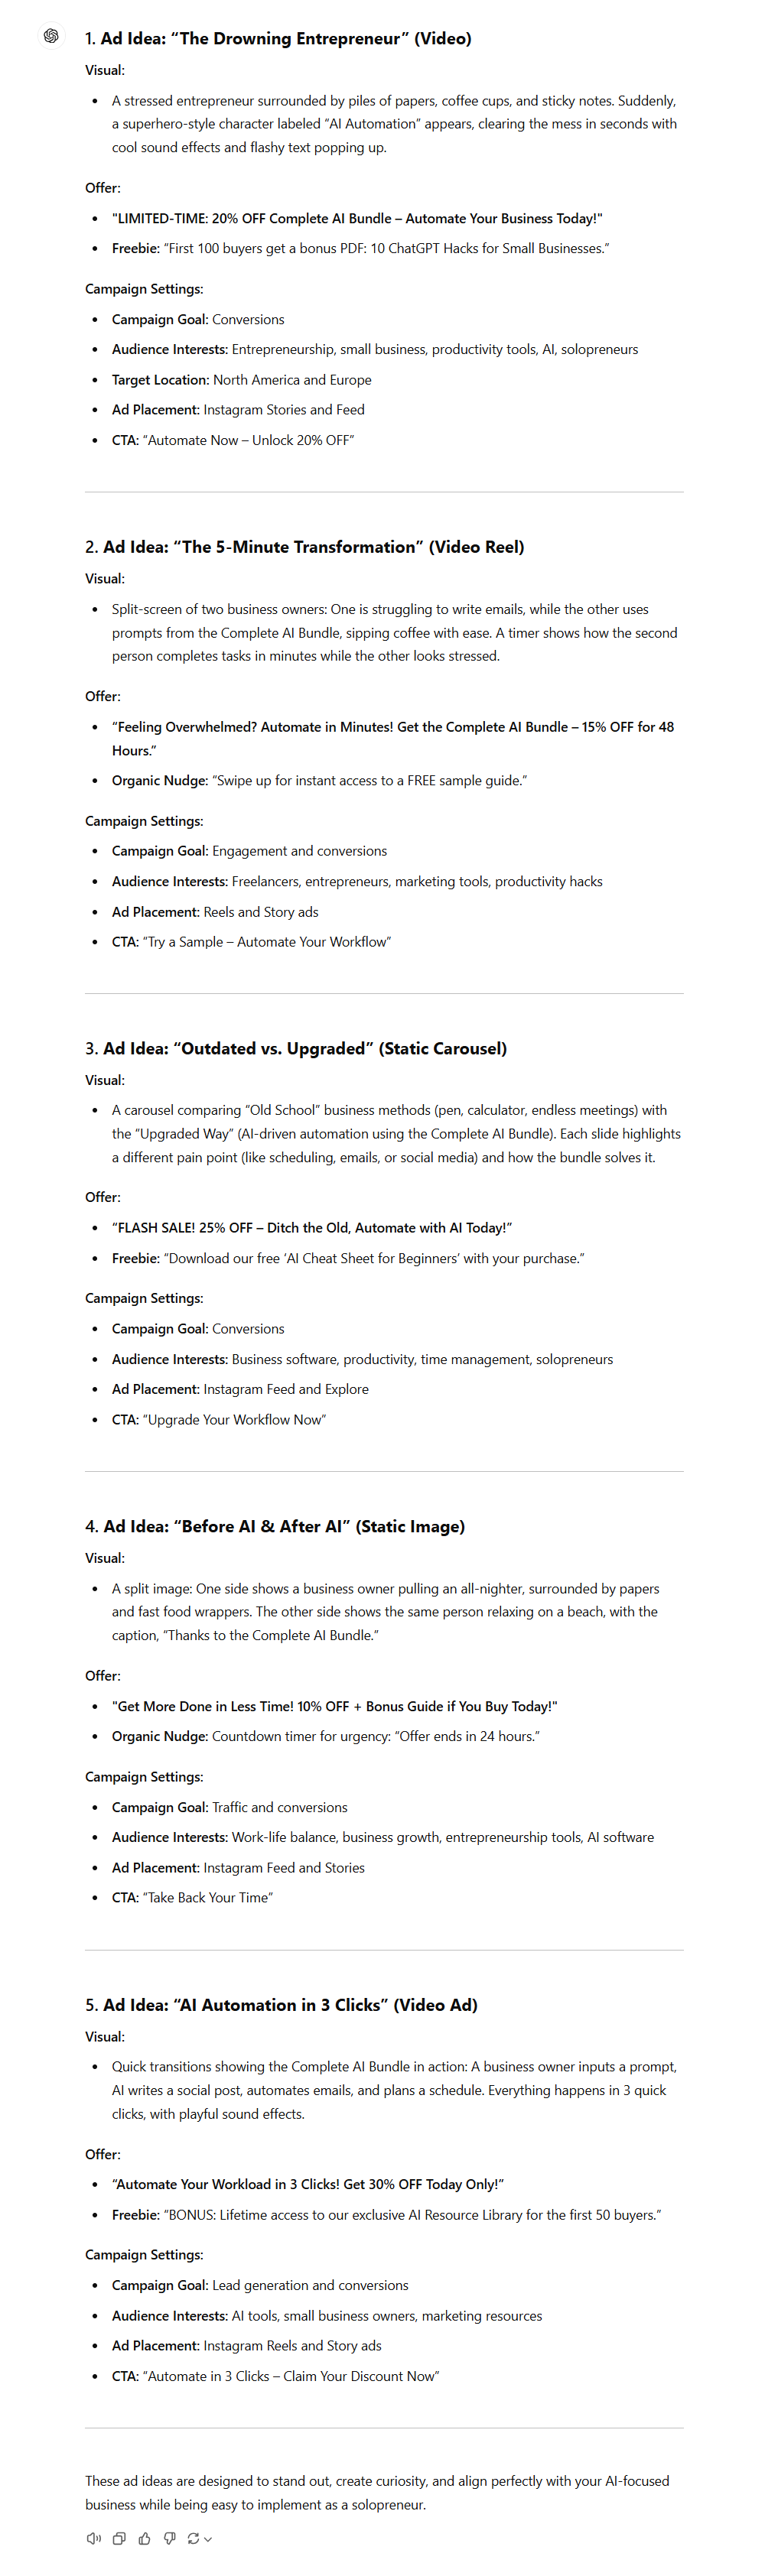 1. Ad Idea: “The Drowning Entrepreneur” (Video)
Visual:
• A stressed entrepreneur surrounded by piles of papers, coffee cups, and sticky notes. Suddenly,
a superhero-style character labeled “AI Automation” appears, clearing the mess in seconds with
cool sound effects and flashy text popping up.
Offer:
• "LIMITED-TIME: 20% OFF Complete AI Bundle – Automate Your Business Today!"
• Freebie: “First 100 buyers get a bonus PDF: 10 ChatGPT Hacks for Small Businesses.”
Campaign Settings:
• Campaign Goal: Conversions
• Audience Interests: Entrepreneurship, small business, productivity tools, AI, solopreneurs
• Target Location: North America and Europe
• Ad Placement: Instagram Stories and Feed
• CTA: “Automate Now – Unlock 20% OFF”
2. Ad Idea: “The 5-Minute Transformation” (Video Reel)
Visual:
• Split-screen of two business owners: One is struggling to write emails, while the other uses
prompts from the Complete AI Bundle, sipping coffee with ease. A timer shows how the second
person completes tasks in minutes while the other looks stressed.
Offer:
• “Feeling Overwhelmed? Automate in Minutes! Get the Complete AI Bundle – 15% OFF for 48
Hours.”
• Organic Nudge: “Swipe up for instant access to a FREE sample guide.”
Campaign Settings:
• Campaign Goal: Engagement and conversions
• Audience Interests: Freelancers, entrepreneurs, marketing tools, productivity hacks
• Ad Placement: Reels and Story ads
• CTA: “Try a Sample – Automate Your Workflow”
3. Ad Idea: “Outdated vs. Upgraded” (Static Carousel)
Visual:
• A carousel comparing “Old School” business methods (pen, calculator, endless meetings) with
the “Upgraded Way” (AI-driven automation using the Complete AI Bundle). Each slide highlights
a different pain point (like scheduling, emails, or social media) and how the bundle solves it.
Offer:
• “FLASH SALE! 25% OFF – Ditch the Old, Automate with AI Today!”
• Freebie: “Download our free ‘AI Cheat Sheet for Beginners’ with your purchase.”
Campaign Settings:
• Campaign Goal: Conversions
• Audience Interests: Business software, productivity, time management, solopreneurs
• Ad Placement: Instagram Feed and Explore
• CTA: “Upgrade Your Workflow Now”
4. Ad Idea: “Before AI & After AI” (Static Image)
Visual:
• A split image: One side shows a business owner pulling an all-nighter, surrounded by papers
and fast food wrappers. The other side shows the same person relaxing on a beach, with the
caption, “Thanks to the Complete AI Bundle.”
Offer:
• "Get More Done in Less Time! 10% OFF + Bonus Guide if You Buy Today!"
• Organic Nudge: Countdown timer for urgency: “Offer ends in 24 hours.”
Campaign Settings:
• Campaign Goal: Traffic and conversions
• Audience Interests: Work-life balance, business growth, entrepreneurship tools, AI software
• Ad Placement: Instagram Feed and Stories
• CTA: “Take Back Your Time”
5. Ad Idea: “AI Automation in 3 Clicks” (Video Ad)
Visual:
• Quick transitions showing the Complete AI Bundle in action: A business owner inputs a prompt,
AI writes a social post, automates emails, and plans a schedule. Everything happens in 3 quick
clicks, with playful sound effects.
Offer:
• “Automate Your Workload in 3 Clicks! Get 30% OFF Today Only!”
• Freebie: “BONUS: Lifetime access to our exclusive AI Resource Library for the first 50 buyers.”
Campaign Settings:
• Campaign Goal: Lead generation and conversions
• Audience Interests: AI tools, small business owners, marketing resources
• Ad Placement: Instagram Reels and Story ads
• CTA: “Automate in 3 Clicks – Claim Your Discount Now”
These ad ideas are designed to stand out, create curiosity, and align perfectly with your AI-focused
business while being easy to implement as a solopreneur.